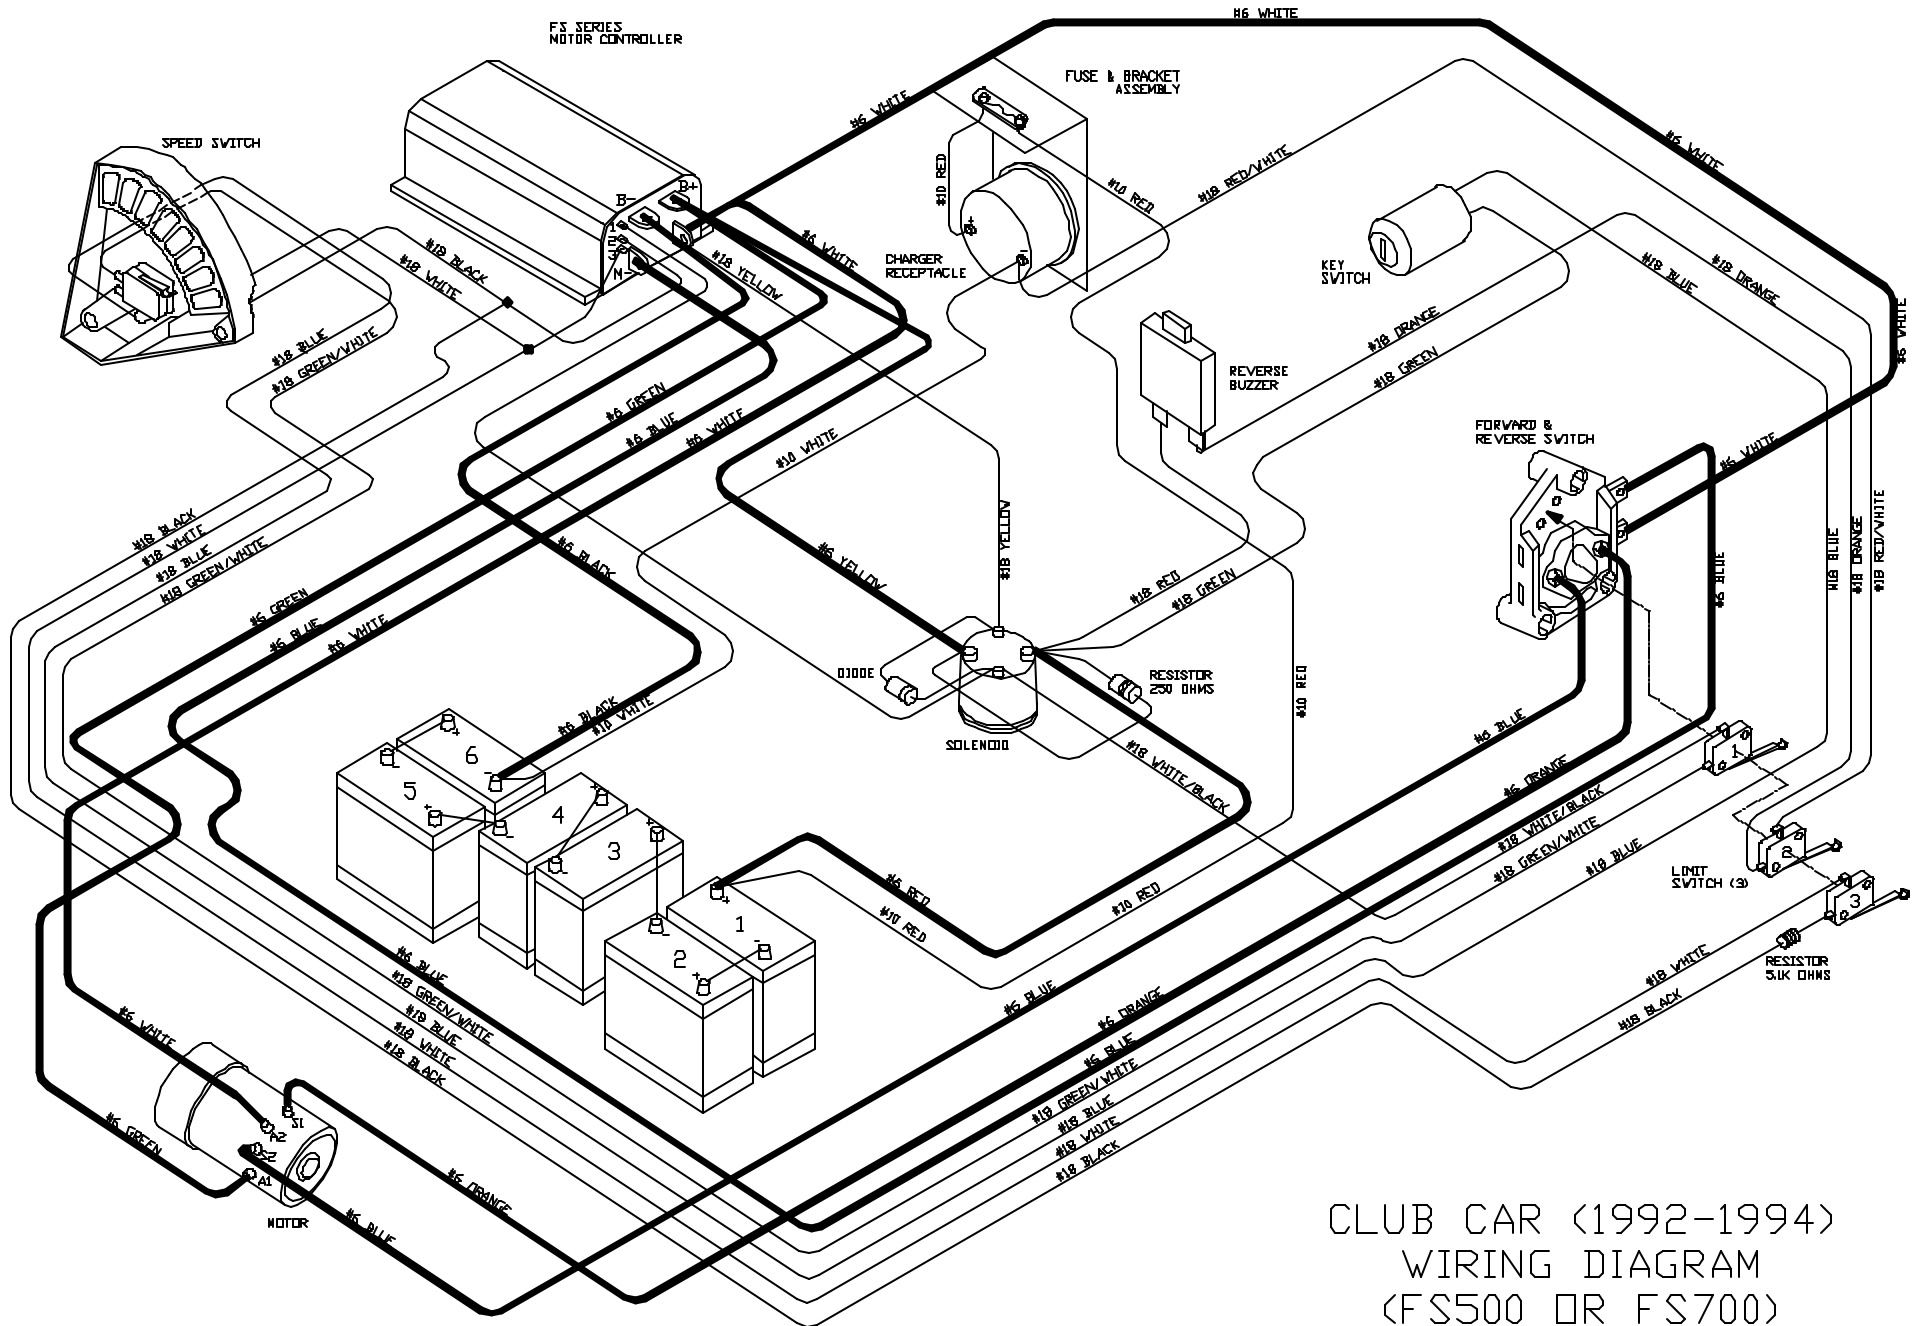 #6 WHITE
FS SERIES
MOTOR CONTROLLER
FUSE & BRACKET
ASSEMBLY
#6 WHITE
#6 WHITE
SPEED SWITCH
#10 RED
#18 RED/WHITE
#10 RED
B+
B-
1
2
3
M-
+
-
#18 BLACK
#18 WHITE
#18 YELLOW
#6 WHITE
CHARGER
RECEPTACLE
KEY
SWITCH
#18 BLUE
#18 ORANGE
#6 WHITE
#18 BLUE
#18 GREEN/WHITE
#18 ORANGE
#18 GREEN
REVERSE
BUZZER
#6 GREEN
#6 BLUE
#6 WHITE
#10 WHITE
FORWARD &
REVERSE SWITCH
#6 WHITE
#18 BLACK
#18 WHITE
#18 BLUE
#18 GREEN/WHITE
#6 BLACK
#6 YELLOW
#18 YELLOW
#18 RED
#18 GREEN
#6 BLUE
#18 BLUE
#18 ORANGE
#18 RED/WHITE
#6 GREEN
#6 BLUE
#6 WHITE
DIODE
RESISTOR
250 OHMS
#10 RED
#6 BLACK
#10 WHITE
SOLENOID
#18 WHITE/BLACK
#6 BLUE
#6 ORANGE
1
6
+
-
5
-
+
4
+
-
3
+
-
1
+
-
2
-
+
#18 WHITE/BLACK
#18 GREEN/WHITE
#18 BLUE
2
LIMIT
SWITCH (3)
3
#6 RED
#10 RED
#10 RED
RESISTOR
5.1K OHMS
#18 WHITE
#18 BLACK
#6 BLUE
#18 GREEN/WHITE
#18 BLUE
#18 WHITE
#18 BLACK
#6 BLUE
#6 ORANGE
#6 BLUE
#18 GREEN/WHITE
#18 BLUE
#18 WHITE
#18 BLACK
#6 WHITE
#6 GREEN
S1
A2
S2
A1
MOTOR
#6 ORANGE
#6 BLUE
CLUB CAR (1992-1994)
WIRING DIAGRAM
(FS500 OR FS700)